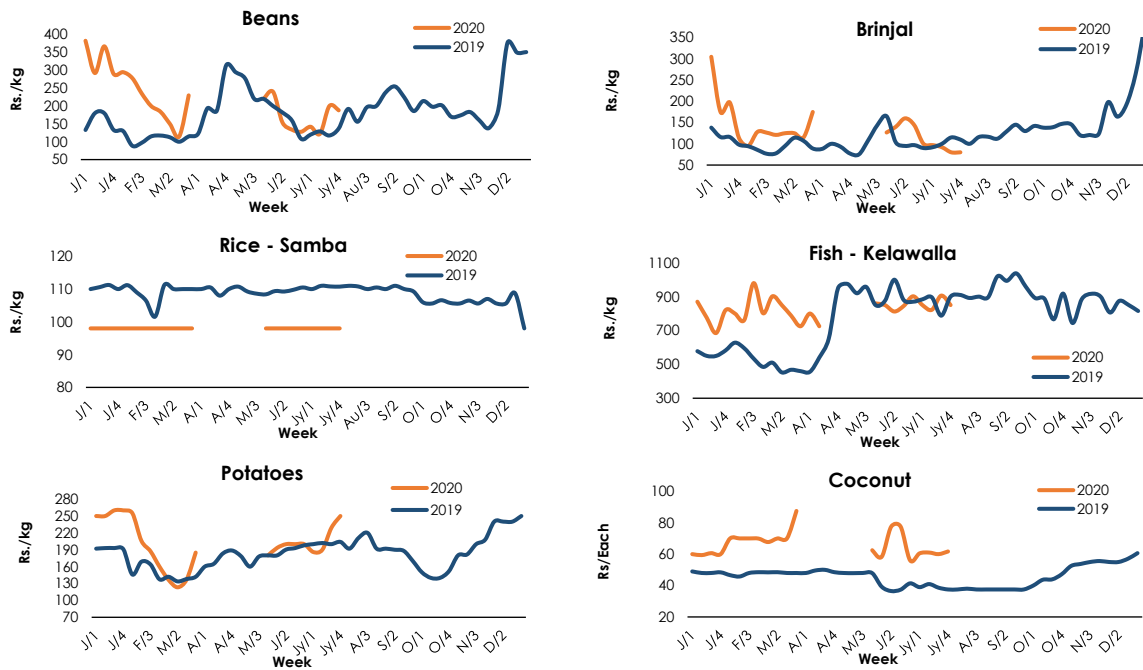 Beans
Rs./kg
400
350
300
250
200
150
100
50
2020
2019
J/1
J/4
F/3
M/2
A/1
A/4
M/3
J/2
Jy/1
Jy/4
Au/3
S/2
O/1
O/4
N/3
D/2
Week
Brinjal
Rs./kg
350
300
250
200
150
100
50
2020
2019
J/1
J/4
F/3
M/2
A/1
A/4
M/3
J/2
Jy/1
Jy/4
Au/3
S/2
O/1
O/4
N/3
D/2
Week
Rice - Samba
Rs./kg
120
110
100
90
80
2020
2019
J/1
J/4
F/3
M/2
A/1
A/4
M/3
J/2
Jy/1
Jy/4
Au/3
S/2
O/1
O/4
N/3
D/2
Week
Fish - Kelawalla
Rs./kg
1100
900
700
500
300
2020
2019
J/1
J/4
F/3
M/2
A/1
A/4
M/3
J/2
Jy/1
Jy/4
A/3
S/2
O/1
O/4
N/3
D/2
Week
Potatoes
Rs./kg
280
250
220
190
160
130
100
70
2020
2019
J/1
J/4
F/3
M/2
A/1
A/4
M/3
J/2
Jy/1
Jy/4
A/3
S/2
O/1
O/4
N/3
D/2
Week
Coconut
Rs/Each
100
80
60
40
20
2020
2019
J/1
J/4
F/3
M/2
A/1
A/4
M/3
J/2
Jy/1
Jy/4
A/3
S/2
O/1
O/4
N/3
D/2
Week